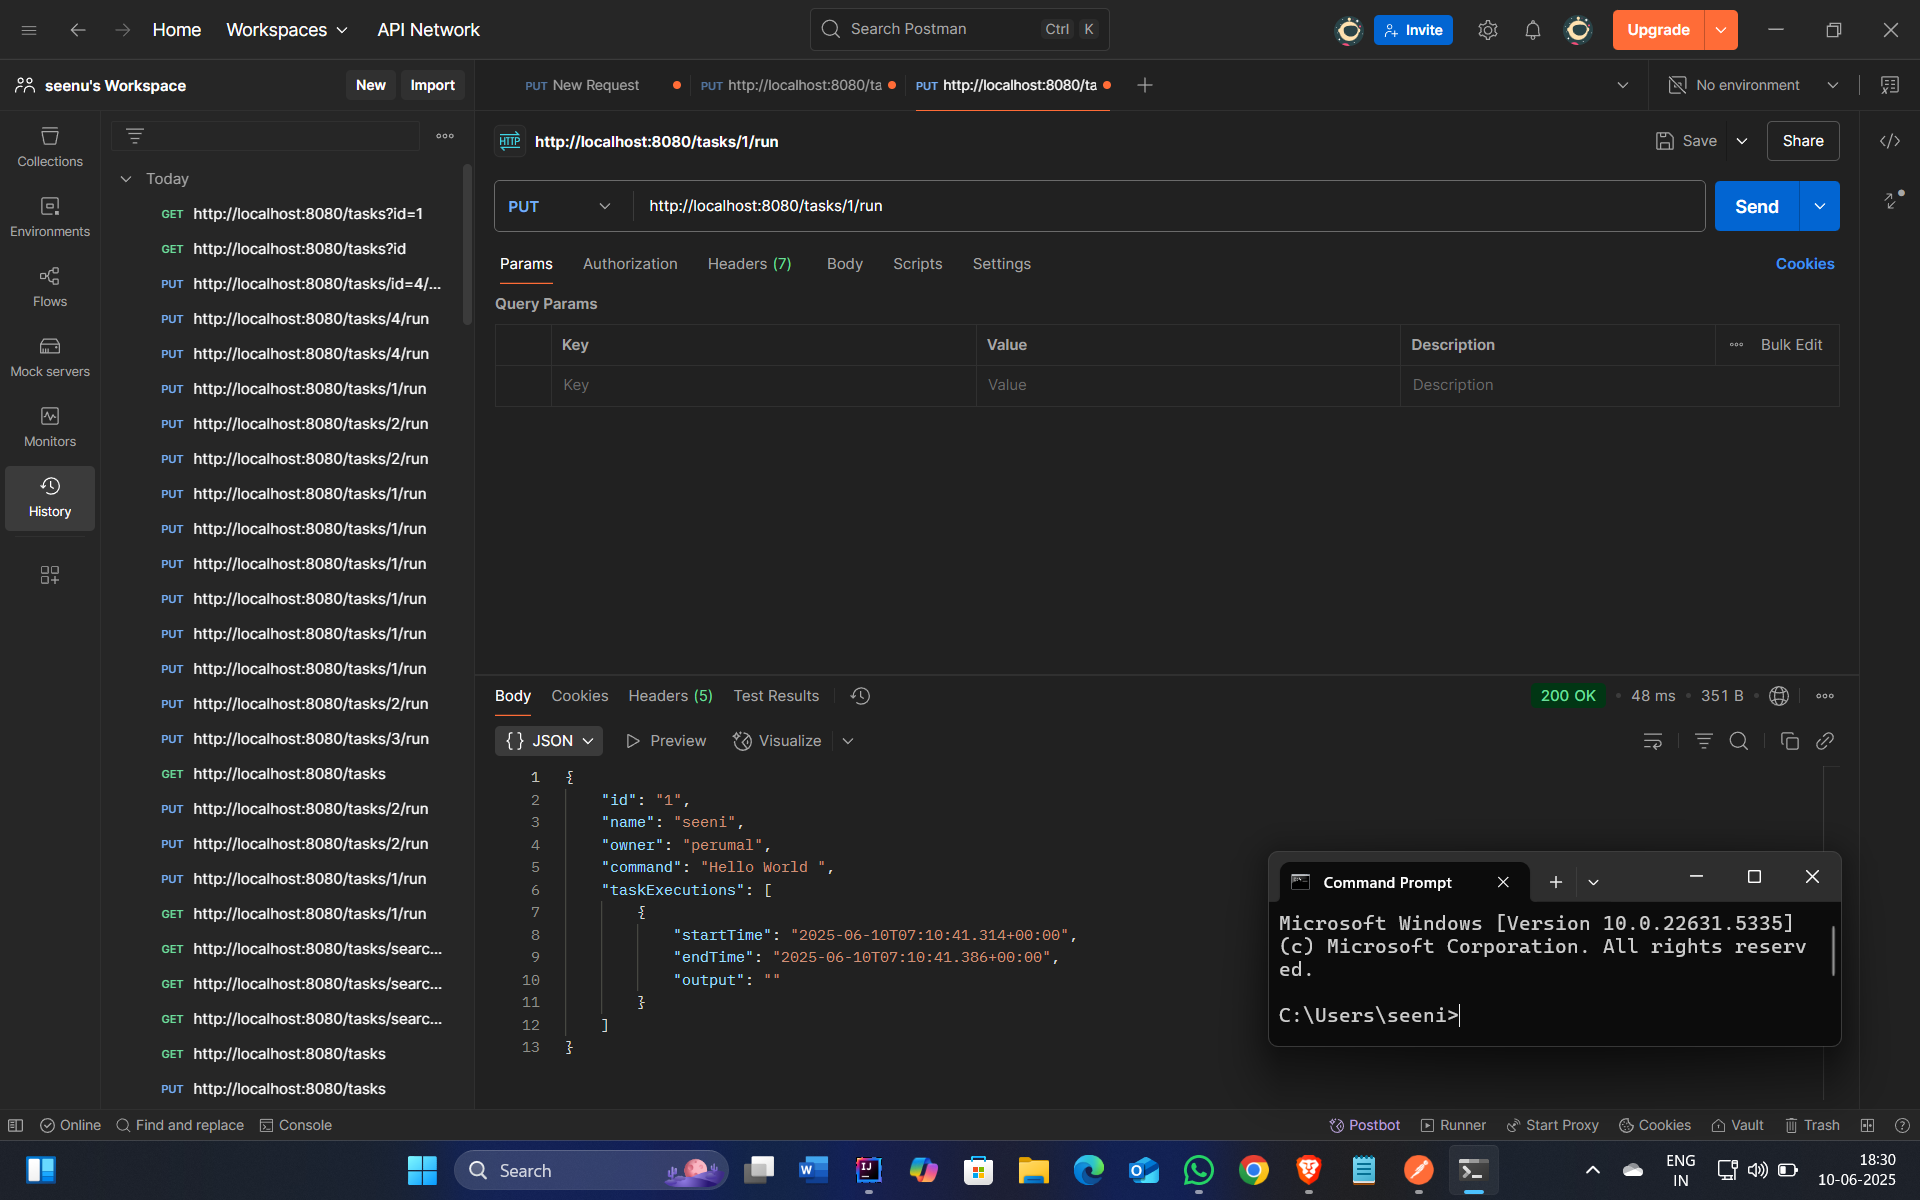 Home Workspaces API Network Search Postman Ctrl K Invite Upgrade
seenu's Workspace New Import PUT New Request PUT http://localhost:8080/ta PUT http://localhost:8080/ta No environment
Collections
Environments
Flows
Mock servers
Monitors
History
Today
GET http://localhost:8080/tasks?id=1
GET http://localhost:8080/tasks?id
PUT http://localhost:8080/tasks/id=4/...
PUT http://localhost:8080/tasks/4/run
PUT http://localhost:8080/tasks/4/run
PUT http://localhost:8080/tasks/1/run
PUT http://localhost:8080/tasks/2/run
PUT http://localhost:8080/tasks/2/run
PUT http://localhost:8080/tasks/1/run
PUT http://localhost:8080/tasks/1/run
PUT http://localhost:8080/tasks/1/run
PUT http://localhost:8080/tasks/1/run
PUT http://localhost:8080/tasks/1/run
PUT http://localhost:8080/tasks/1/run
PUT http://localhost:8080/tasks/2/run
PUT http://localhost:8080/tasks/3/run
GET http://localhost:8080/tasks
PUT http://localhost:8080/tasks/2/run
PUT http://localhost:8080/tasks/2/run
PUT http://localhost:8080/tasks/1/run
GET http://localhost:8080/tasks/1/run
GET http://localhost:8080/tasks/searc...
GET http://localhost:8080/tasks/searc...
GET http://localhost:8080/tasks/searc...
GET http://localhost:8080/tasks
PUT http://localhost:8080/tasks
HTTP http://localhost:8080/tasks/1/run Save Share
PUT http://localhost:8080/tasks/1/run Send
Params Authorization Headers (7) Body Scripts Settings Cookies
Query Params
Key Value Description Bulk Edit
Key Value Description
Body Cookies Headers (5) Test Results 200 OK 48 ms 351 B
{} JSON Preview Visualize
1 {
2 "id": "1",
3 "name": "seeni",
4 "owner": "perumal",
5 "command": "Hello World ",
6 "taskExecutions": [
7 {
8 "startTime": "2025-06-10T07:10:41.314+00:00",
9 "endTime": "2025-06-10T07:10:41.386+00:00",
10 "output": ""
11 }
12 ]
13 }
Command Prompt
Microsoft Windows [Version 10.0.22631.5335]
(c) Microsoft Corporation. All rights reserv
ed.
C:\Users\seeni>
Online Find and replace Console Postbot Runner Start Proxy Cookies Vault Trash
Search ENG IN 18:30
10-06-2025